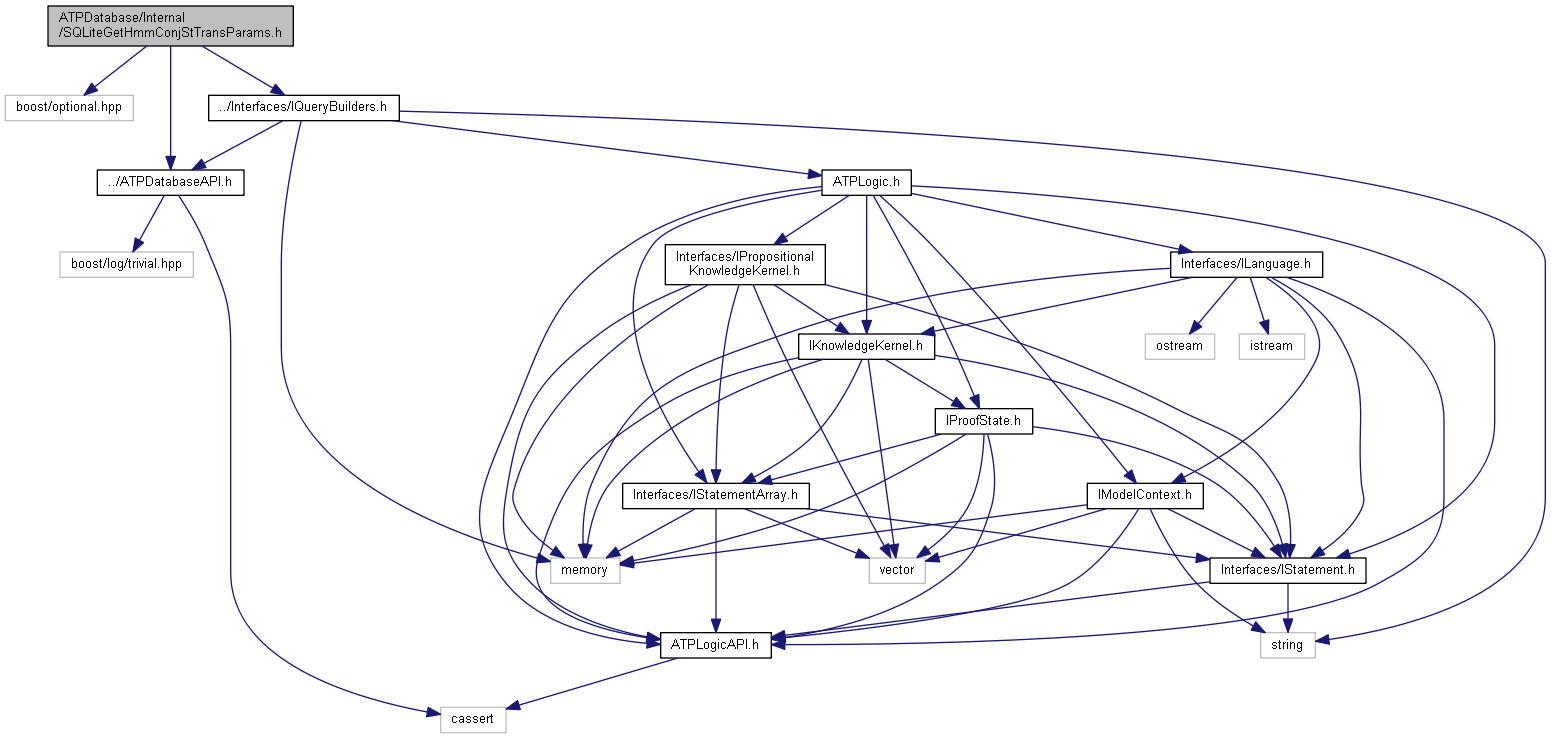 ATPDatabase/Internal
/SQLiteGetHmmConjStTransParams.h
boost/optional.hpp
../Interfaces/IQueryBuilders.h
../ATPDatabaseAPI.h
ATPLogic.h
boost/log/trivial.hpp
Interfaces/IPropositional
KnowledgeKernel.h
Interfaces/ILanguage.h
IKnowledgeKernel.h
ostream
istream
IProofState.h
Interfaces/IStatementArray.h
IModelContext.h
memory
vector
Interfaces/IStatement.h
ATPLogicAPI.h
string
cassert